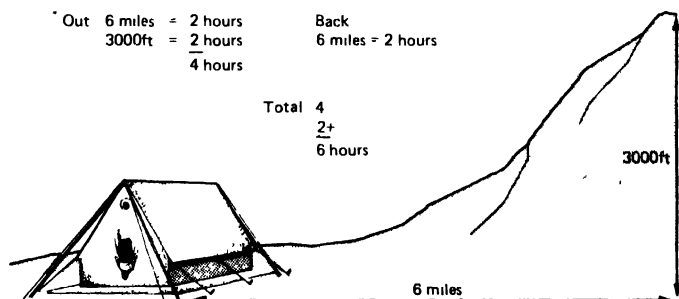 Out 6 miles = 2 hours
3000ft = 2 hours
4 hours
Back
6 miles = 2 hours
Total 4
2+
6 hours
3000ft
6 miles